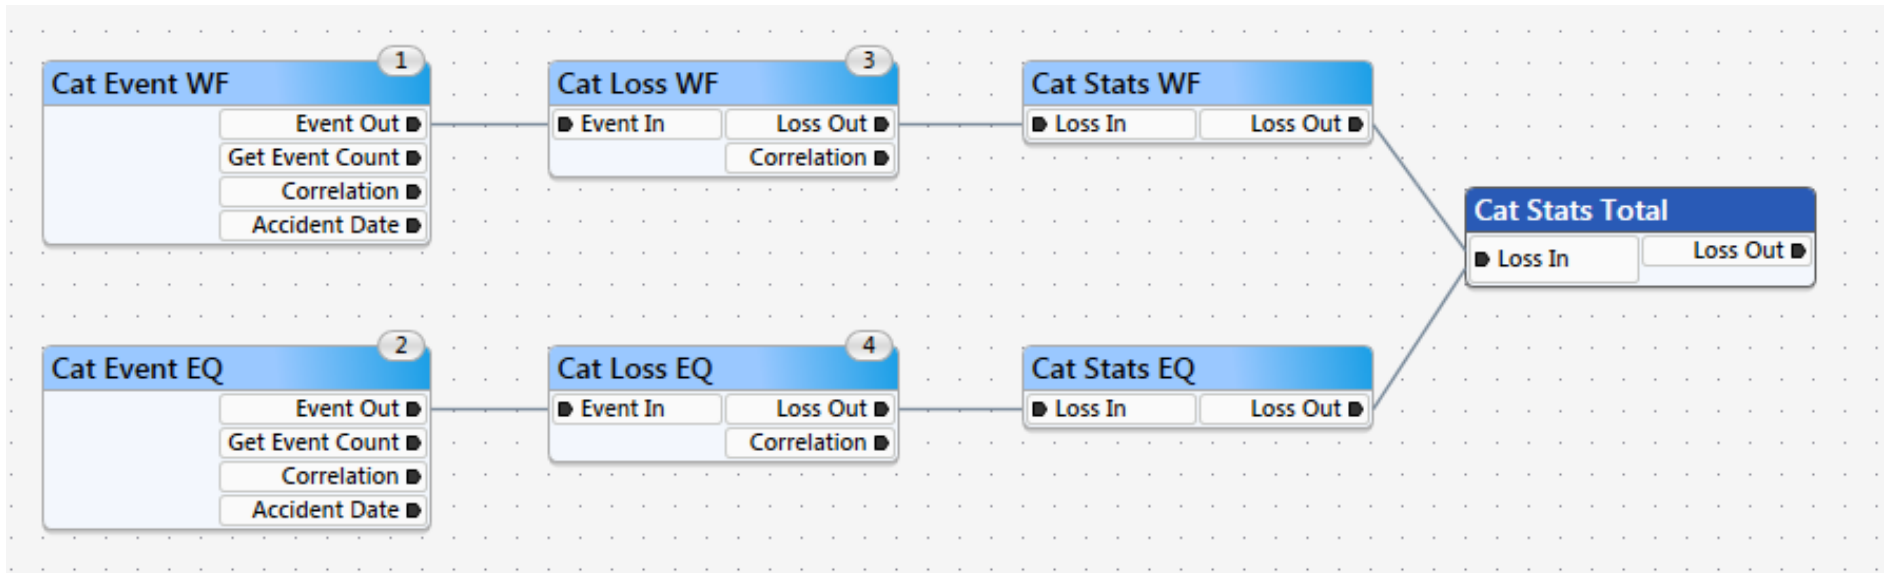 1
Cat Event WF
Event Out
Get Event Count
Correlation
Accident Date
3
Cat Loss WF
Event In Loss Out
Correlation
Cat Stats WF
Loss In Loss Out
Cat Stats Total
Loss In Loss Out
2
Cat Event EQ
Event Out
Get Event Count
Correlation
Accident Date
4
Cat Loss EQ
Event In Loss Out
Correlation
Cat Stats EQ
Loss In Loss Out